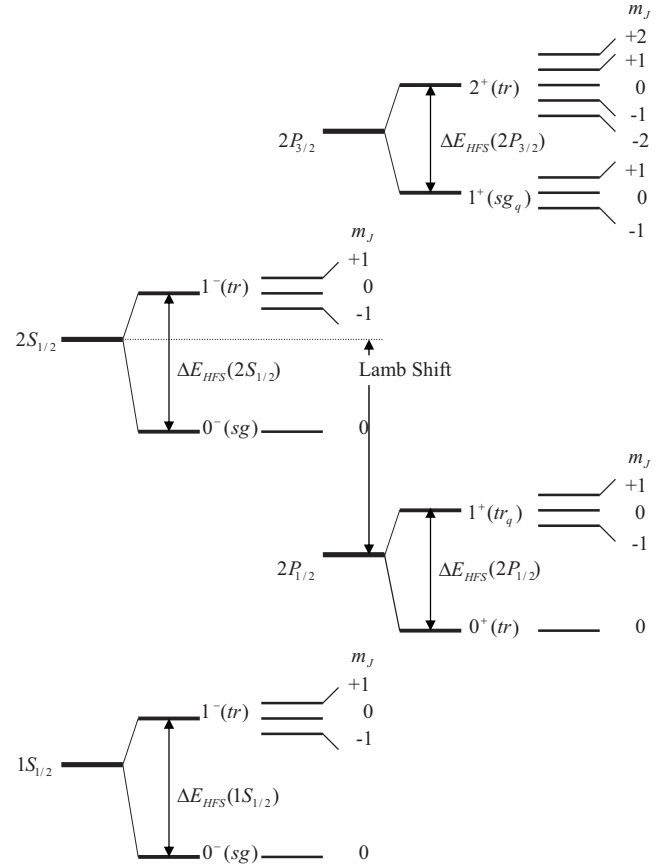 m_J
+2
+1
2⁺(tr)
0
-1
2P_{3/2}
ΔE_{HFS}(2P_{3/2})
-2
+1
1⁺(sg_q)
0
-1
m_J
+1
1⁻(tr)
0
-1
2S_{1/2}
Lamb Shift
ΔE_{HFS}(2S_{1/2})
0⁻(sg)
0
m_J
+1
1⁺(tr_q)
0
-1
2P_{1/2}
ΔE_{HFS}(2P_{1/2})
0⁺(tr)
0
m_J
+1
1⁻(tr)
0
-1
1S_{1/2}
ΔE_{HFS}(1S_{1/2})
0⁻(sg)
0